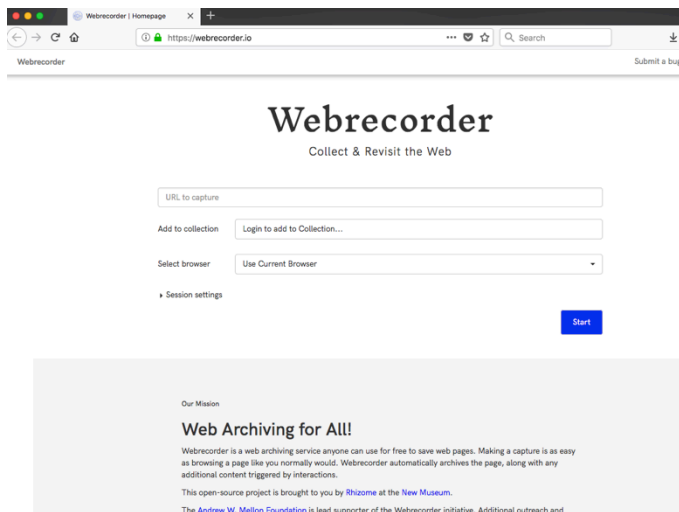 Webrecorder | Homepage
https://webrecorder.io
Search
Webrecorder
Submit a bug
Webrecorder
Collect & Revisit the Web
URL to capture
Add to collection
Login to add to Collection...
Select browser
Use Current Browser
Session settings
Start
Our Mission
Web Archiving for All!
Webrecorder is a web archiving service anyone can use for free to save web pages. Making a capture is as easy
as browsing a page like you normally would. Webrecorder automatically archives the page, along with any
additional content triggered by interactions.
This open-source project is brought to you by Rhizome at the New Museum.
The Andrew W. Mellon Foundation is lead supporter of the Webrecorder initiative. Additional outreach and